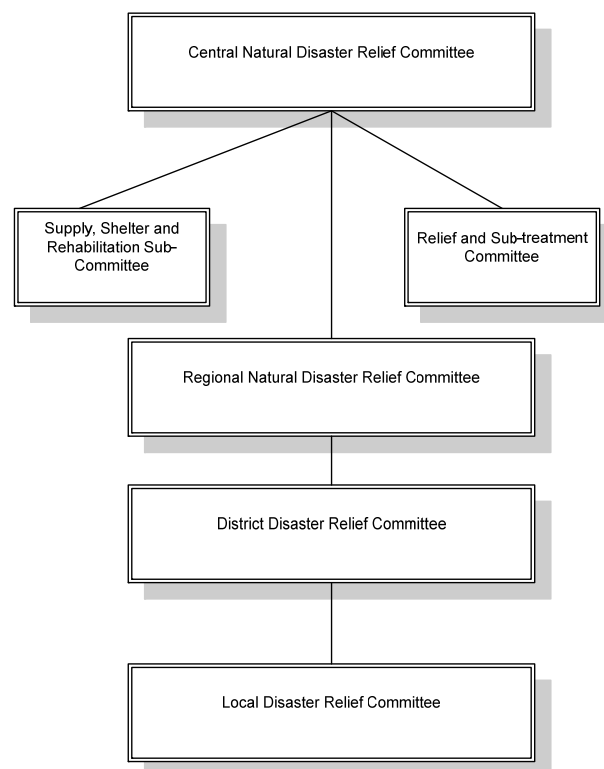 Central Natural Disaster Relief Committee
Supply, Shelter and
Rehabilitation Sub-
Committee
Relief and Sub-treatment
Committee
Regional Natural Disaster Relief Committee
District Disaster Relief Committee
Local Disaster Relief Committee